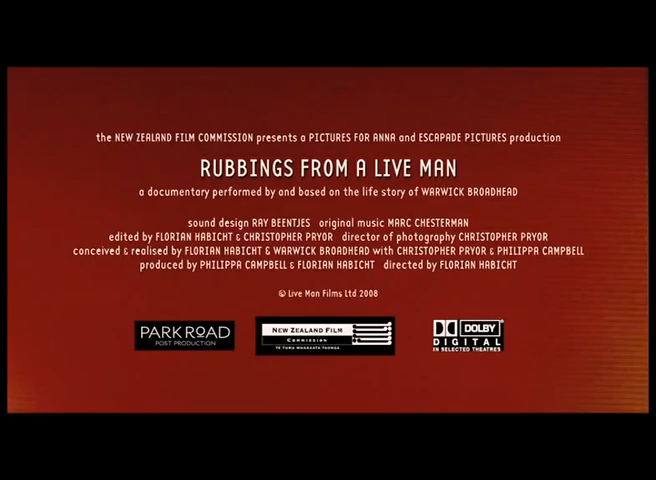 the NEW ZEALAND FILM COMMISSION presents a PICTURES FOR ANNA and ESCAPADE PICTURES production
RUBBINGS FROM A LIVE MAN
a documentary performed by and based on the life story of WARWICK BROADHEAD
sound design RAY BEENTJES original music MARC CHESTERMAN
edited by FLORIAN HABICHT & CHRISTOPHER PRYOR director of photography CHRISTOPHER PRYOR
conceived & realised by FLORIAN HABICHT & WARWICK BROADHEAD with CHRISTOPHER PRYOR & PHILIPPA CAMPBELL
produced by PHILIPPA CAMPBELL & FLORIAN HABICHT directed by FLORIAN HABICHT
© Live Man Films Ltd 2008
PARK ROAD
POST PRODUCTION
NEW ZEALAND FILM
COMMISSION
TE TUMU WHAKAATA TAONGA
DOLBY
DIGITAL
IN SELECTED THEATRES